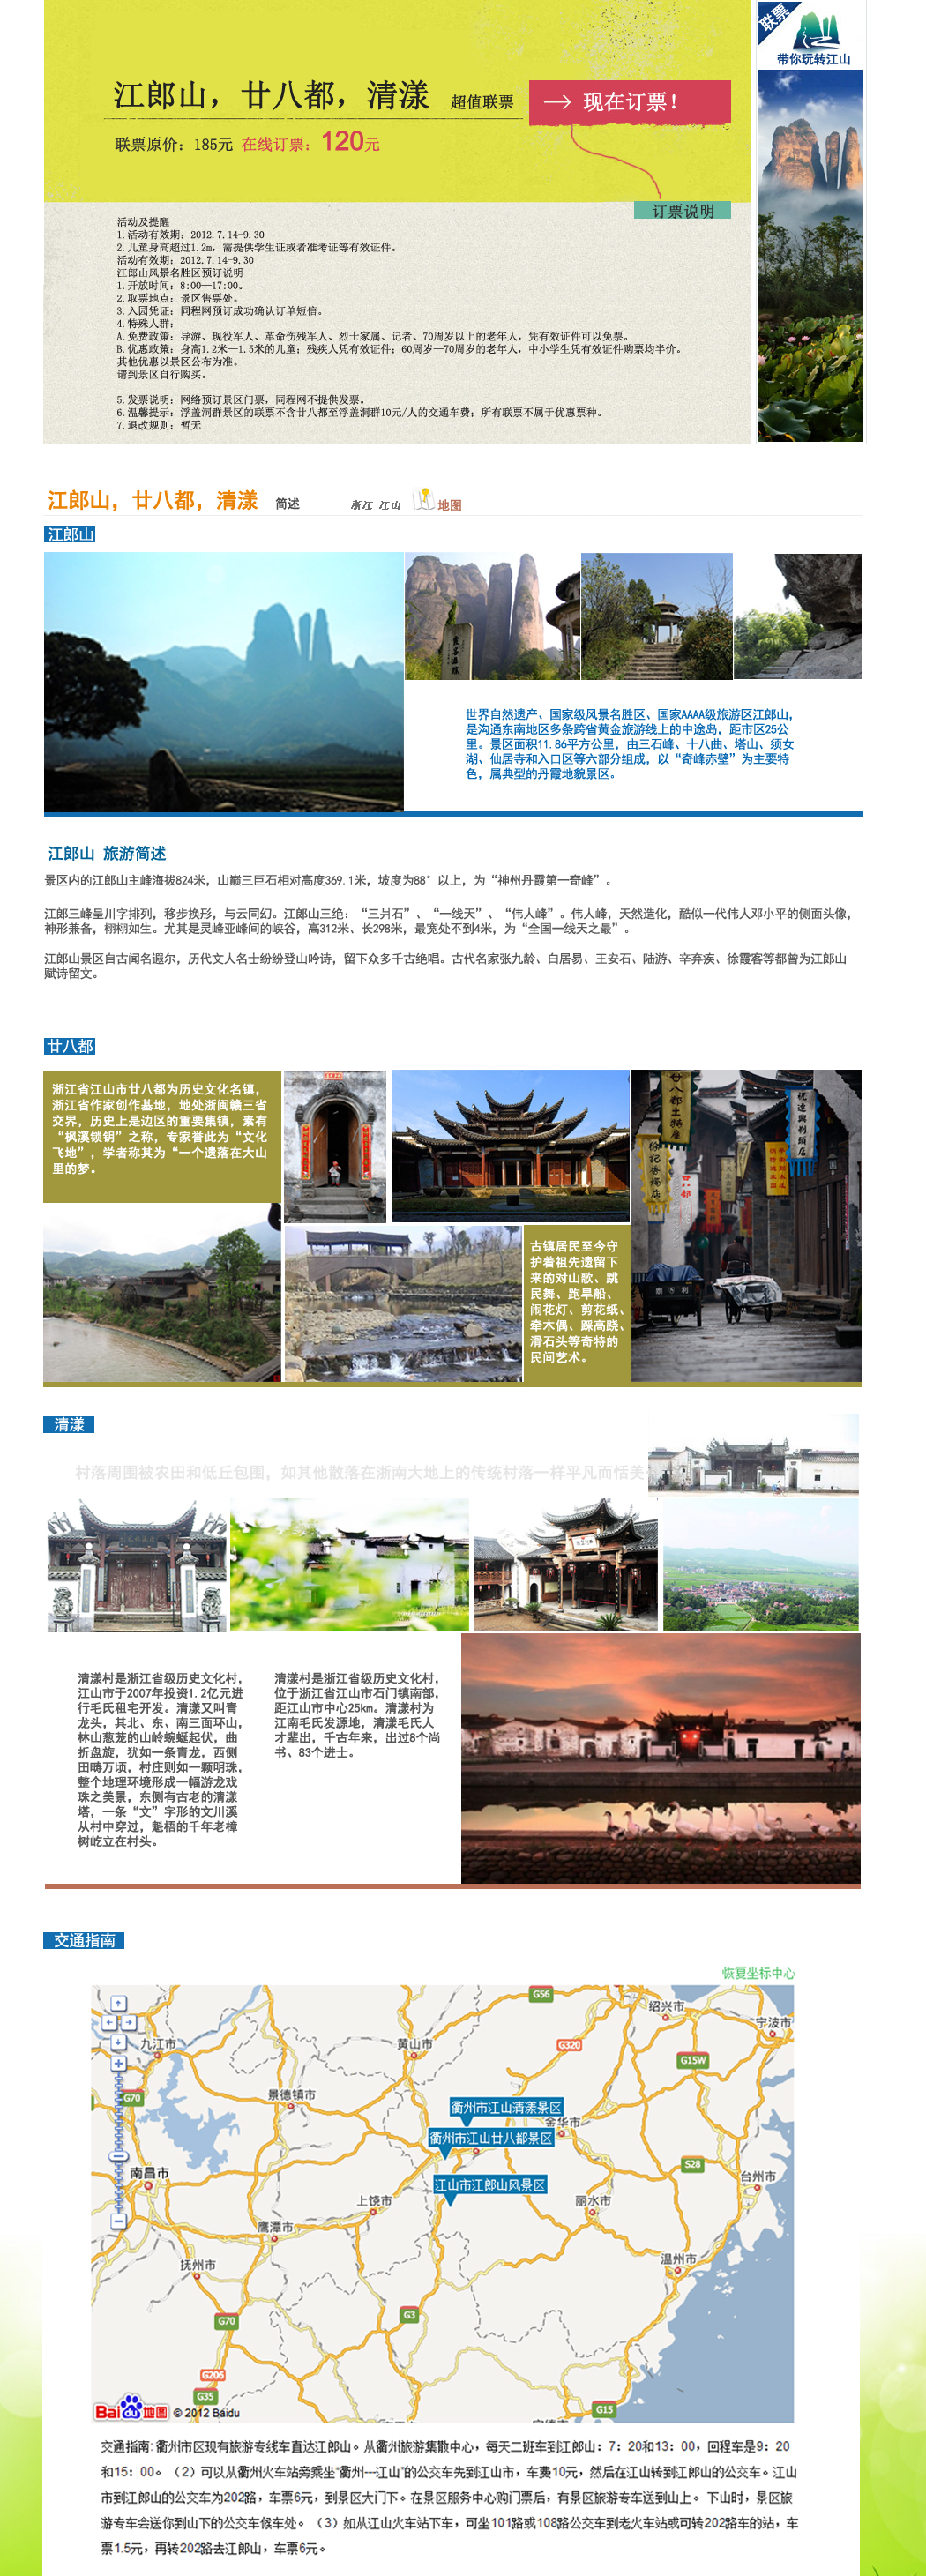 联票
带你玩转江山
江郎山，廿八都，清漾 超值联票
→ 现在订票！
联票原价：185元 在线订票：120元
订票说明
活动及提醒
1.活动有效期：2012.7.14-9.30
2.儿童身高超过1.2m，需提供学生证或者准考证等有效证件。
活动有效期：2012.7.14-9.30
江郎山风景名胜区预订说明
1.开放时间：8:00—17:00。
2.取票地点：景区售票处。
3.入园凭证：同程网预订成功确认订单短信。
4.特殊人群：
A.免费政策：导游、现役军人、革命伤残军人、烈士家属、记者、70周岁以上的老年人，凭有效证件可以免票。
B.优惠政策：身高1.2米—1.5米的儿童；残疾人凭有效证件；60周岁—70周岁的老年人，中小学生凭有效证件购票均半价。
其他优惠以景区公布为准。
请到景区自行购买。
5.发票说明：网络预订景区门票，同程网不提供发票。
6.温馨提示：浮盖洞群景区的联票不含廿八都至浮盖洞群10元/人的交通车费；所有联票不属于优惠票种。
7.退改规则：暂无
江郎山，廿八都，清漾 简述 浙江 江山 地图
江郎山
世界自然遗产、国家级风景名胜区、国家AAAA级旅游区江郎山，
是沟通东南地区多条跨省黄金旅游线上的中途岛，距市区25公
里。景区面积11.86平方公里，由三石峰、十八曲、塔山、须女
湖、仙居寺和入口区等六部分组成，以“奇峰赤壁”为主要特
色，属典型的丹霞地貌景区。
江郎山 旅游简述
景区内的江郎山主峰海拔824米，山巅三巨石相对高度369.1米，坡度为88°以上，为“神州丹霞第一奇峰”。
江郎三峰呈川字排列，移步换形，与云同幻。江郎山三绝：“三爿石”、“一线天”、“伟人峰”。伟人峰，天然造化，酷似一代伟人邓小平的侧面头像，
神形兼备，栩栩如生。尤其是灵峰亚峰间的峡谷，高312米、长298米，最宽处不到4米，为“全国一线天之最”。
江郎山景区自古闻名遐尔，历代文人名士纷纷登山吟诗，留下众多千古绝唱。古代名家张九龄、白居易、王安石、陆游、辛弃疾、徐霞客等都曾为江郎山
赋诗留文。
廿八都
浙江省江山市廿八都为历史文化名镇，
浙江省作家创作基地，地处浙闽赣三省
交界，历史上是边区的重要集镇，素有
“枫溪锁钥”之称，专家誉此为“文化
飞地”，学者称其为“一个遗落在大山
里的梦。
廿八都土菜店
廿八都
古镇居民至今守
护着祖先遗留下
来的对山歌、跳
民舞、跑旱船、
闹花灯、剪花纸、
牵木偶、踩高跷、
滑石头等奇特的
民间艺术。
清漾
村落周围被农田和低丘包围，如其他散落在浙南大地上的传统村落一样平凡而恬美
清漾村是浙江省级历史文化村，
江山市于2007年投资1.2亿元进
行毛氏租宅开发。清漾又叫青
龙头，其北、东、南三面环山，
林山葱茏的山岭蜿蜒起伏，曲
折盘旋，犹如一条青龙，西侧
田畴万顷，村庄则如一颗明珠，
整个地理环境形成一幅游龙戏
珠之美景，东侧有古老的清漾
塔，一条“文”字形的文川溪
从村中穿过，魁梧的千年老樟
树屹立在村头。
清漾村是浙江省级历史文化村，
位于浙江省江山市石门镇南部，
距江山市中心25km。清漾村为
江南毛氏发源地，清漾毛氏人
才辈出，千古年来，出过8个尚
书、83个进士。
交通指南
恢复坐标中心
G56
绍兴市
宁波市
九江市
黄山市
G320
G15W
景德镇市
G70
衢州市江山清漾景区
金华市
衢州市江山廿八都景区
南昌市
S28
台州市
江山市江郎山风景区
上饶市
丽水市
鹰潭市
抚州市
温州市
G70
G3
G206
G35
G15
Bai du 地图 © 2012 Baidu
交通指南：衢州市区现有旅游专线车直达江郎山。从衢州旅游集散中心，每天二班车到江郎山：7：20和13：00，回程车是9：20
和15：00。（2）可以从衢州火车站旁乘坐“衢州---江山”的公交车先到江山市，车费10元，然后在江山转到江郎山的公交车。江山
市到江郎山的公交车为202路，车票6元，到景区大门下。在景区服务中心购门票后，有景区旅游专车送到山上。下山时，景区旅
游专车会送你到山下的公交车候车处。（3）如从江山火车站下车，可坐101路或108路公交车到老火车站或可转202路车的站，车
票1.5元，再转202路去江郎山，车票6元。